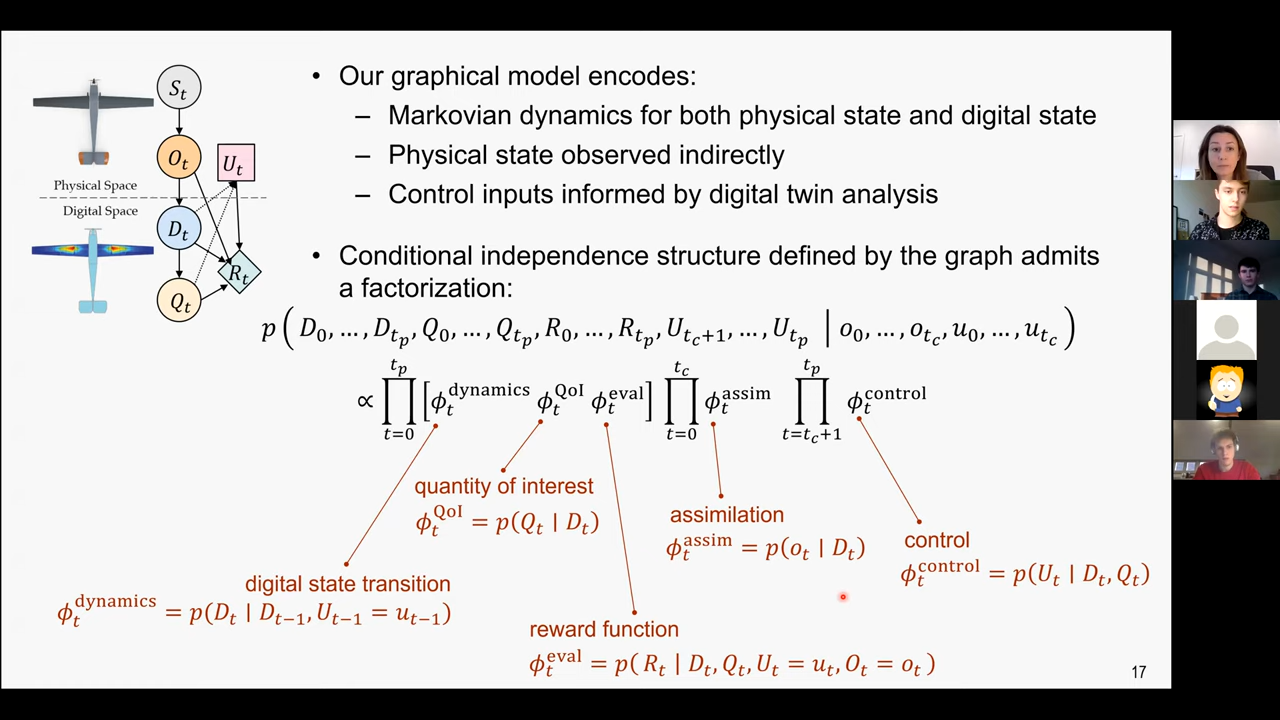 S_t
O_t
U_t
Physical Space
Digital Space
D_t
R_t
Q_t
• Our graphical model encodes:
– Markovian dynamics for both physical state and digital state
– Physical state observed indirectly
– Control inputs informed by digital twin analysis
• Conditional independence structure defined by the graph admits
a factorization:
p ( D_0, … , D_{t_p}, Q_0, … , Q_{t_p}, R_0, … , R_{t_p}, U_{t_c+1}, … , U_{t_p} | o_0, … , o_{t_c}, u_0, … , u_{t_c} )
∝ ∏_{t=0}^{t_p} [ϕ_t^{dynamics} ϕ_t^{QoI} ϕ_t^{eval}] ∏_{t=0}^{t_c} ϕ_t^{assim} ∏_{t=t_c+1}^{t_p} ϕ_t^{control}
quantity of interest
ϕ_t^{QoI} = p(Q_t | D_t)
assimilation
ϕ_t^{assim} = p(o_t | D_t)
control
ϕ_t^{control} = p(U_t | D_t, Q_t)
digital state transition
ϕ_t^{dynamics} = p(D_t | D_{t−1}, U_{t−1} = u_{t−1})
reward function
ϕ_t^{eval} = p( R_t | D_t, Q_t, U_t = u_t, O_t = o_t )
17